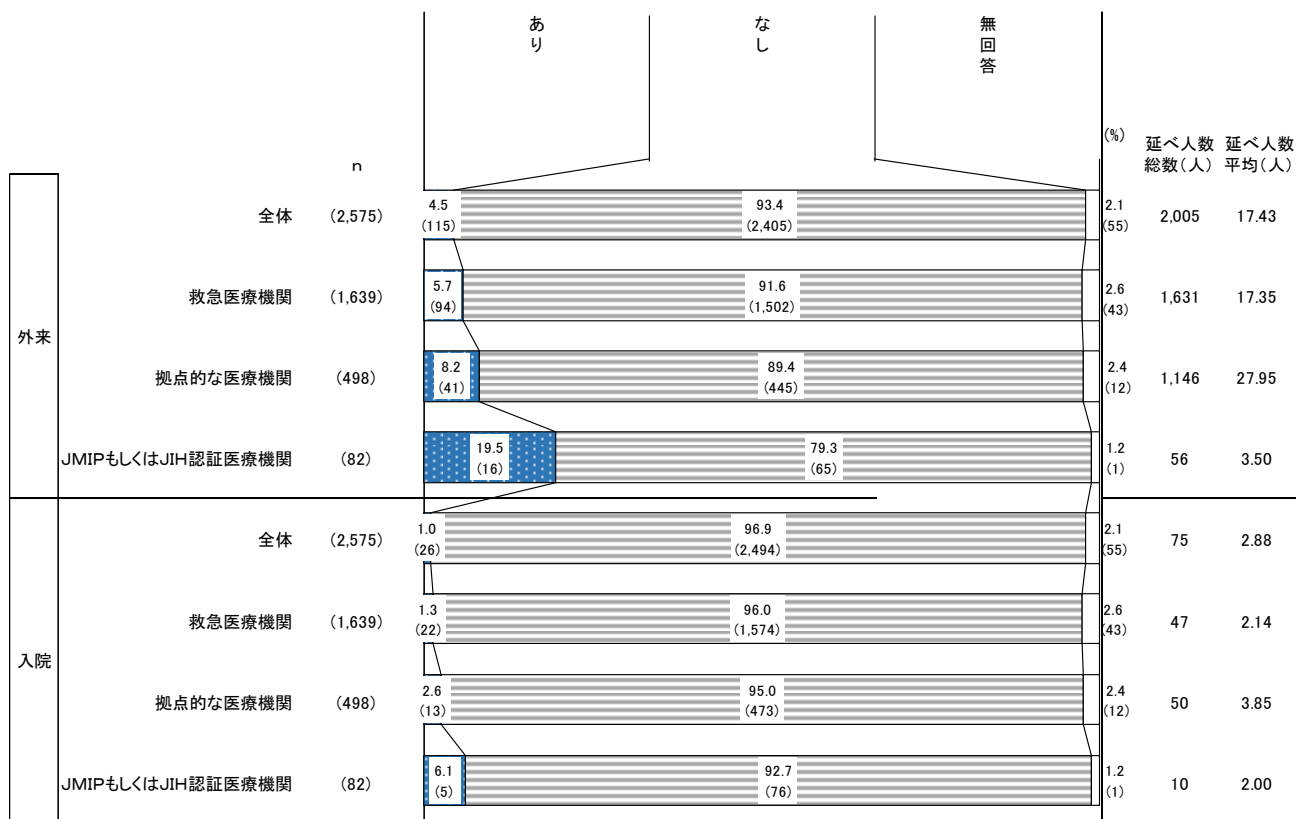 あり
なし
無回答
(%)
延べ人数 延べ人数
総数(人) 平均(人)
n
外来
全体 (2,575) 4.5 93.4 2.1 2,005 17.43
(115) (2,405) (55)
救急医療機関 (1,639) 5.7 91.6 2.6 1,631 17.35
(94) (1,502) (43)
拠点的な医療機関 (498) 8.2 89.4 2.4 1,146 27.95
(41) (445) (12)
JMIPもしくはJIH認証医療機関 (82) 19.5 79.3 1.2 56 3.50
(16) (65) (1)
入院
全体 (2,575) 1.0 96.9 2.1 75 2.88
(26) (2,494) (55)
救急医療機関 (1,639) 1.3 96.0 2.6 47 2.14
(22) (1,574) (43)
拠点的な医療機関 (498) 2.6 95.0 2.4 50 3.85
(13) (473) (12)
JMIPもしくはJIH認証医療機関 (82) 6.1 92.7 1.2 10 2.00
(5) (76) (1)